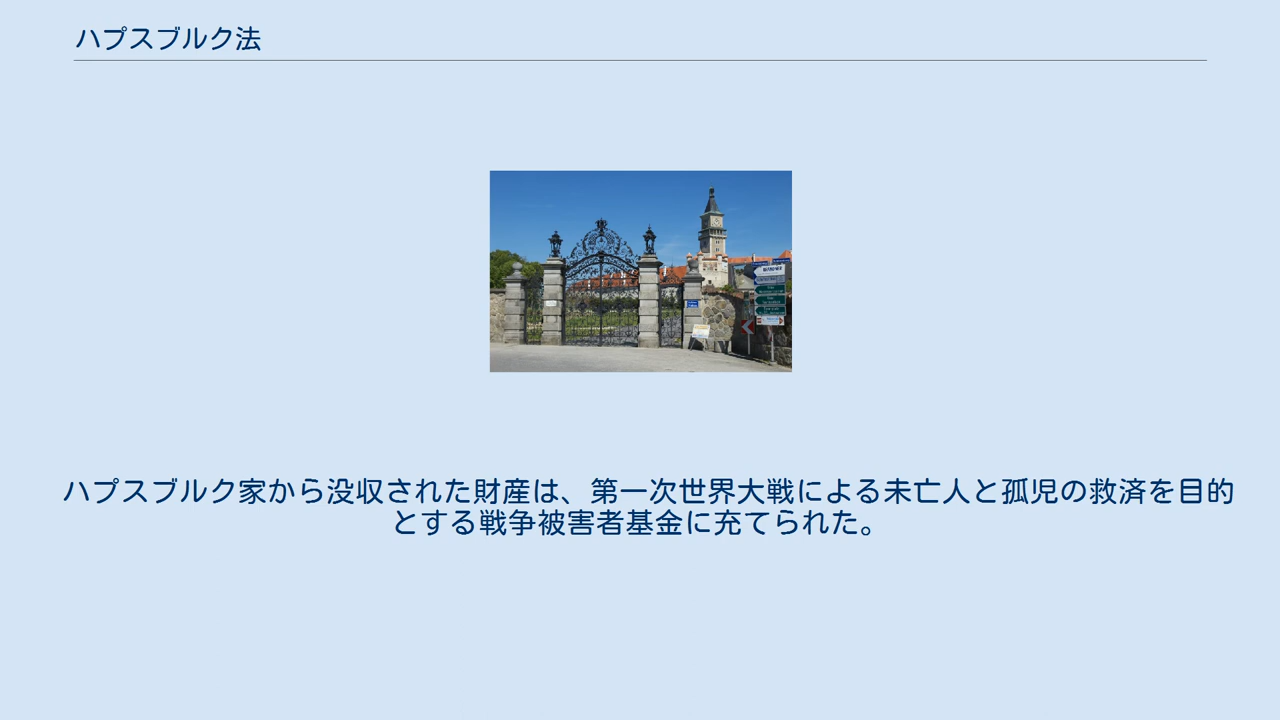 ハプスブルク法
ハプスブルク家から没収された財産は、第一次世界大戦による未亡人と孤児の救済を目的
とする戦争被害者基金に充てられた。